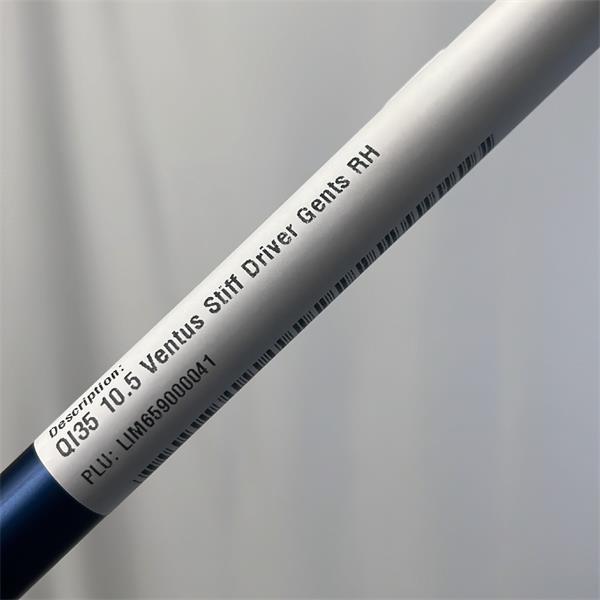 Description:
QI35 10.5 Ventus Stiff Driver Gents RH
PLU: LIM659000041